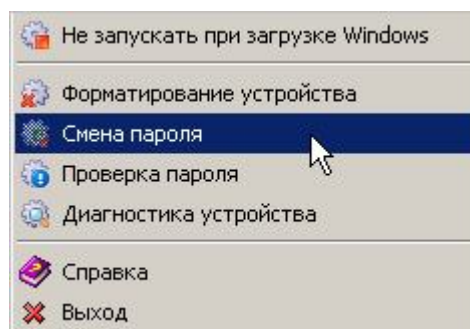 Не запускать при загрузке Windows
Форматирование устройства
Смена пароля
Проверка пароля
Диагностика устройства
Справка
Выход